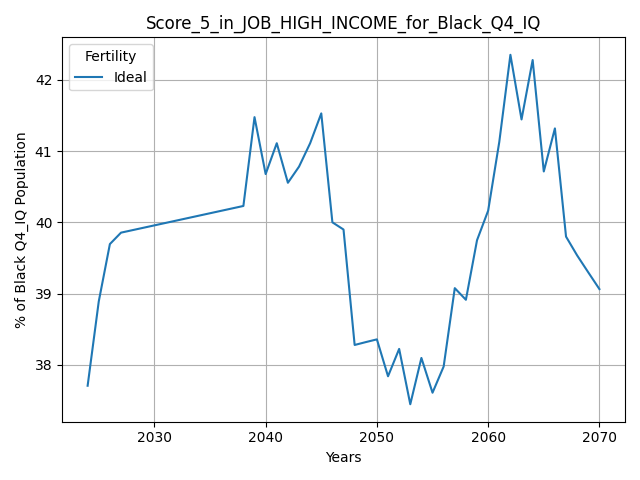 Score_5_in_JOB_HIGH_INCOME_for_Black_Q4_IQ
Fertility
Ideal
% of Black Q4_IQ Population
42
41
40
39
38
2030 2040 2050 2060 2070
Years